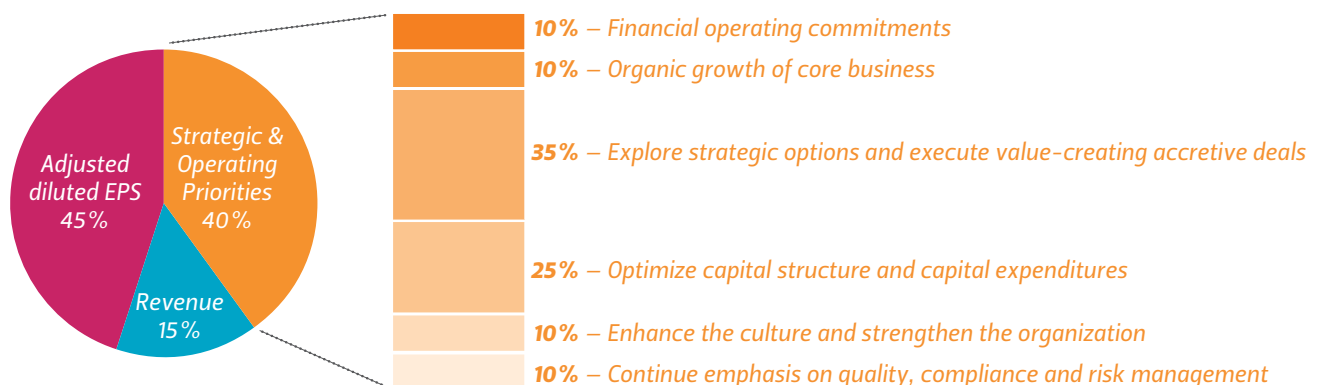 Adjusted
diluted EPS
45%
Strategic &
Operating
Priorities
40%
Revenue
15%
10% – Financial operating commitments
10% – Organic growth of core business
35% – Explore strategic options and execute value-creating accretive deals
25% – Optimize capital structure and capital expenditures
10% – Enhance the culture and strengthen the organization
10% – Continue emphasis on quality, compliance and risk management